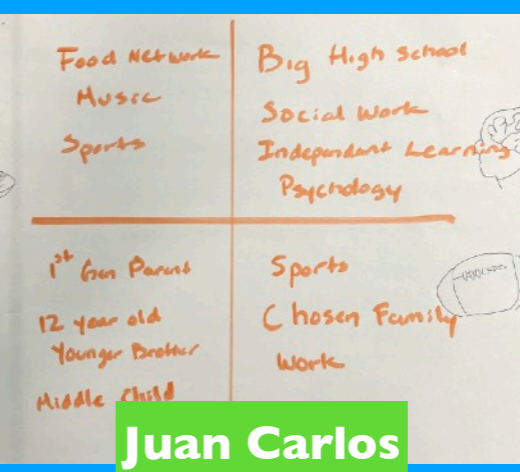 Food Network
Music
Sports
Big High School
Social Work
Independent Learning
Psychology
1st Gen Parent
12 year old
Younger Brother
Middle Child
Sports
Chosen Family
Work
Juan Carlos